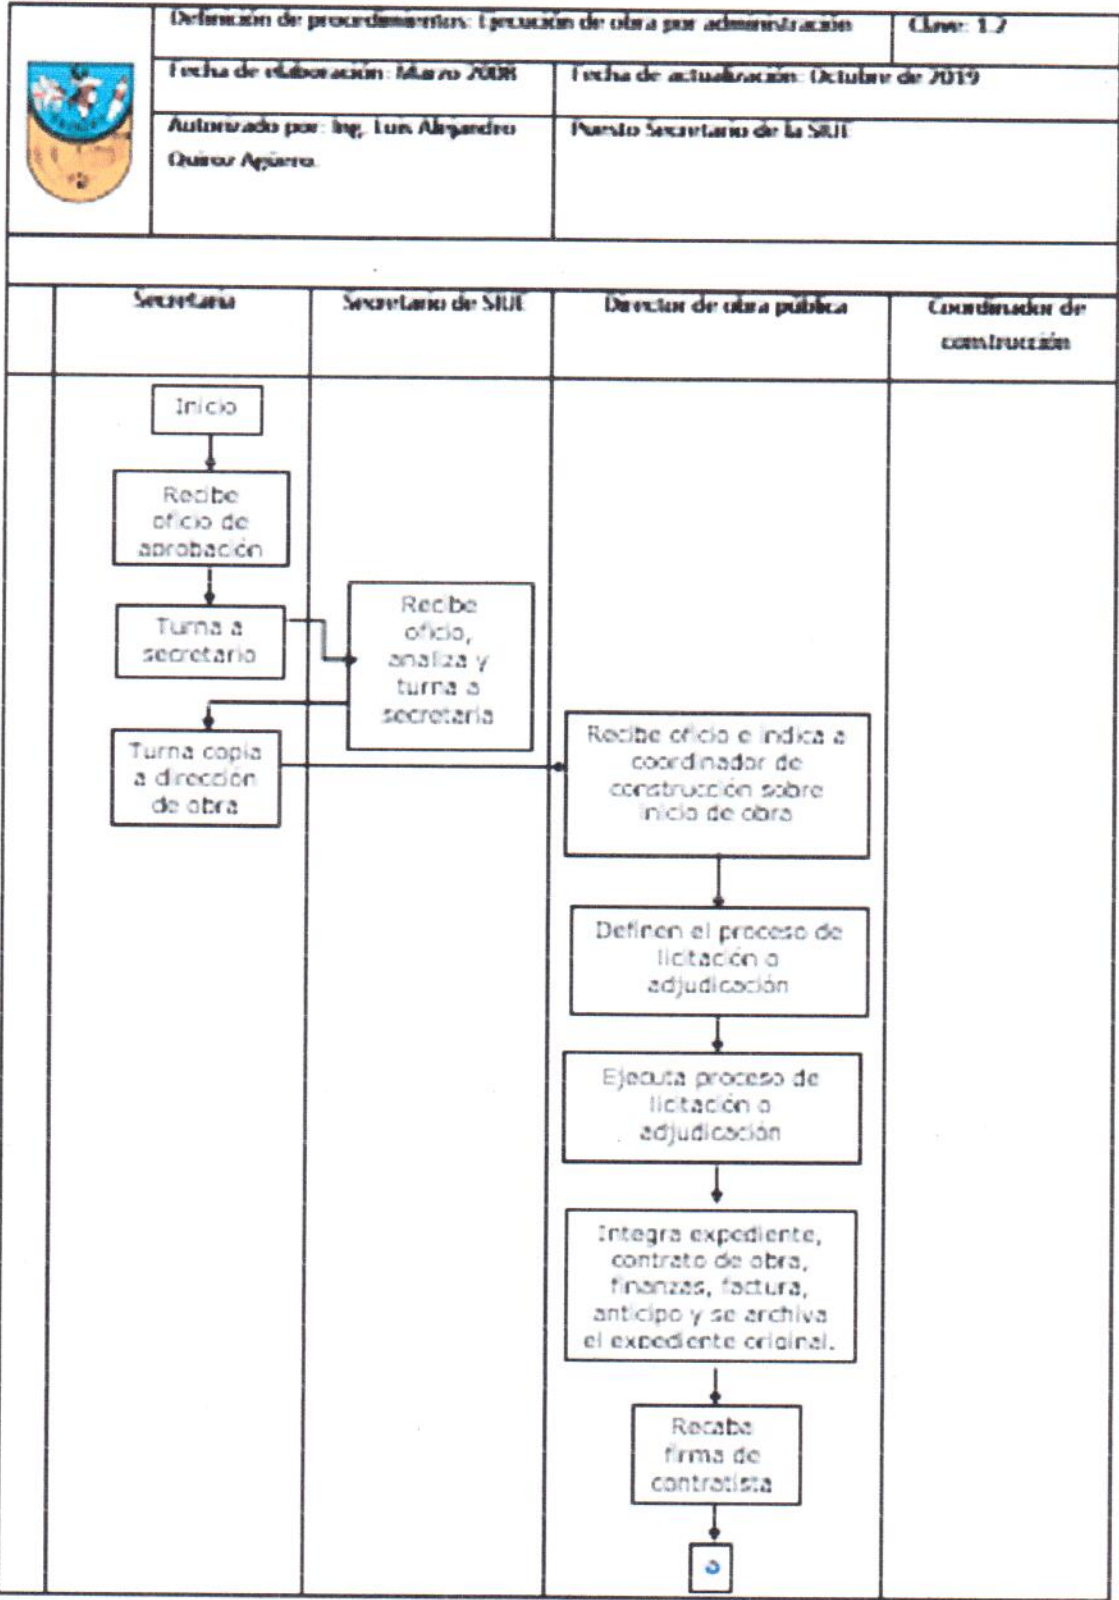 Definición de procedimientos: Ejecución de obra por administración
Clave: 1.2
Fecha de elaboración: Marzo 2008
Fecha de actualización: Octubre de 2019
Autorizado por: Ing. Luis Alejandro
Quiroz Agüero.
Puesto Secretario de la SIUE
Secretaria
Secretario de SIUE
Director de obra pública
Coordinador de
construcción
Inicio
Recibe
oficio de
aprobación
Turna a
secretario
Recibe
oficio,
analiza y
turna a
secretaria
Turna copia
a dirección
de obra
Recibe oficio e indica a
coordinador de
construcción sobre
inicio de obra
Definen el proceso de
licitación o
adjudicación
Ejecuta proceso de
licitación o
adjudicación
Integra expediente,
contrato de obra,
finanzas, factura,
anticipo y se archiva
el expediente original.
Recaba
firma de
contratista